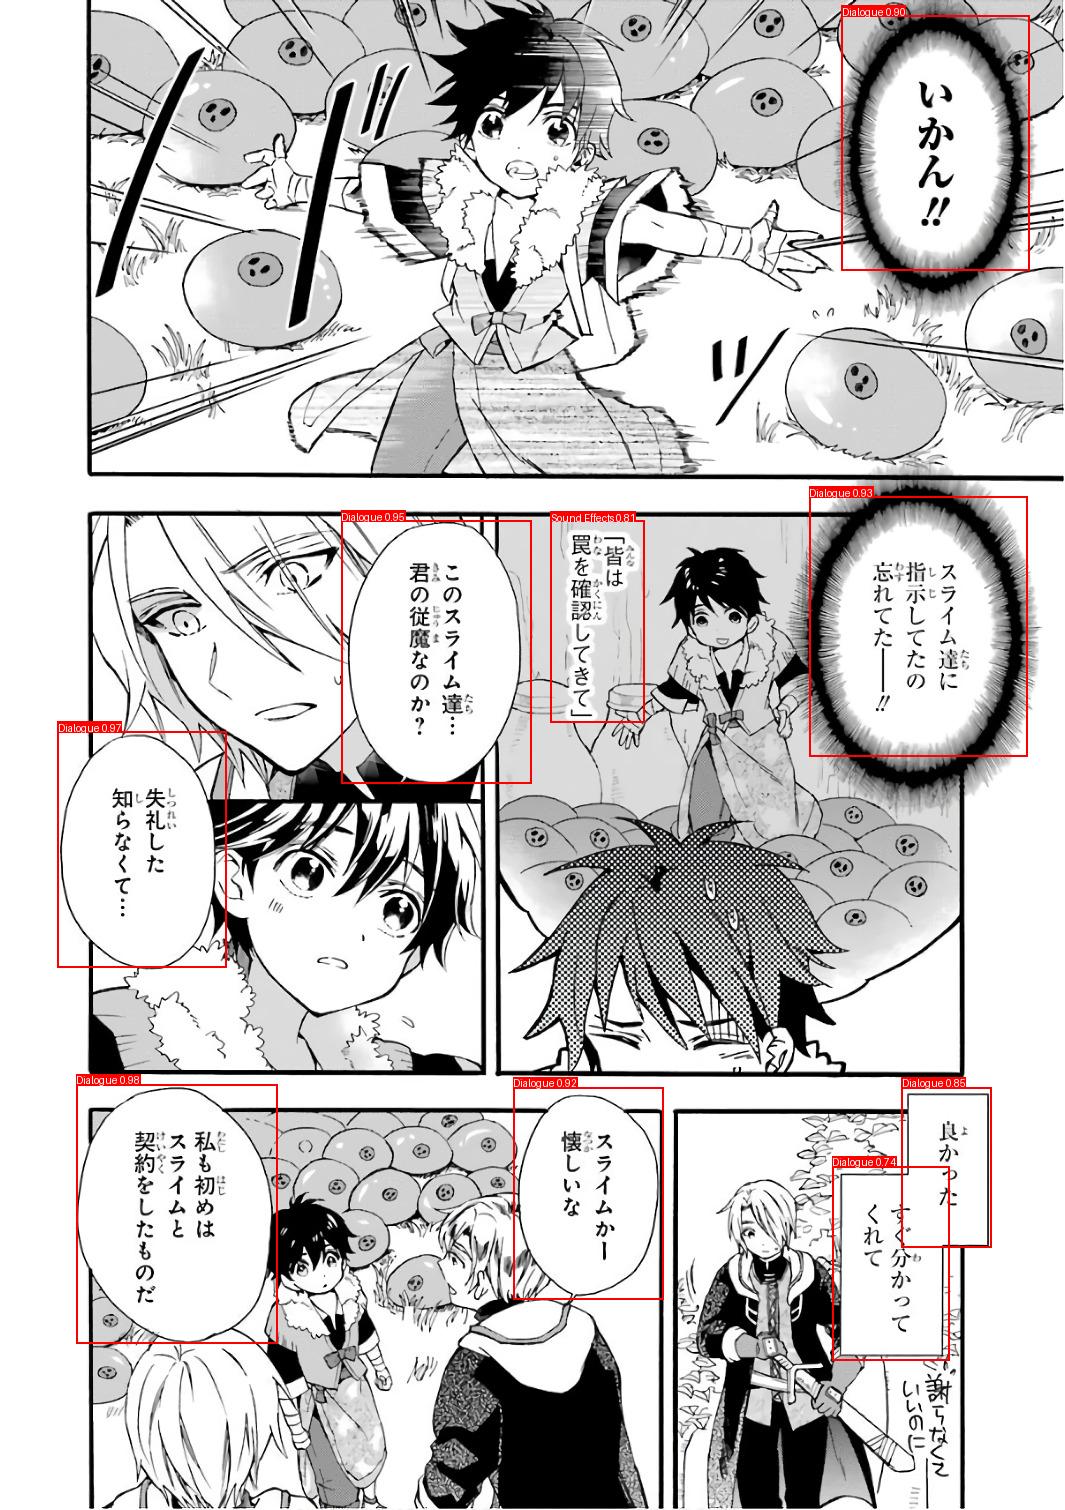 Dialogue 0.90
いかん!!
ッ
Dialogue 0.93
スライム達に
指示してたの
忘れてた――!!
Sound Effects0.81
「皆は
罠を確認してきて」
Dialogue 0.95
このスライム達…
君の従魔なのか?
Dialogue 0.97
失礼した
知らなくて…
Dialogue 0.85
良かった
Dialogue 0.74
すぐ分かって
くれて
謝らなくて
いいのに
Dialogue 0.92
スライムかー
懐しいな
Dialogue 0.98
私も初めは
スライムと
契約をしたものだ